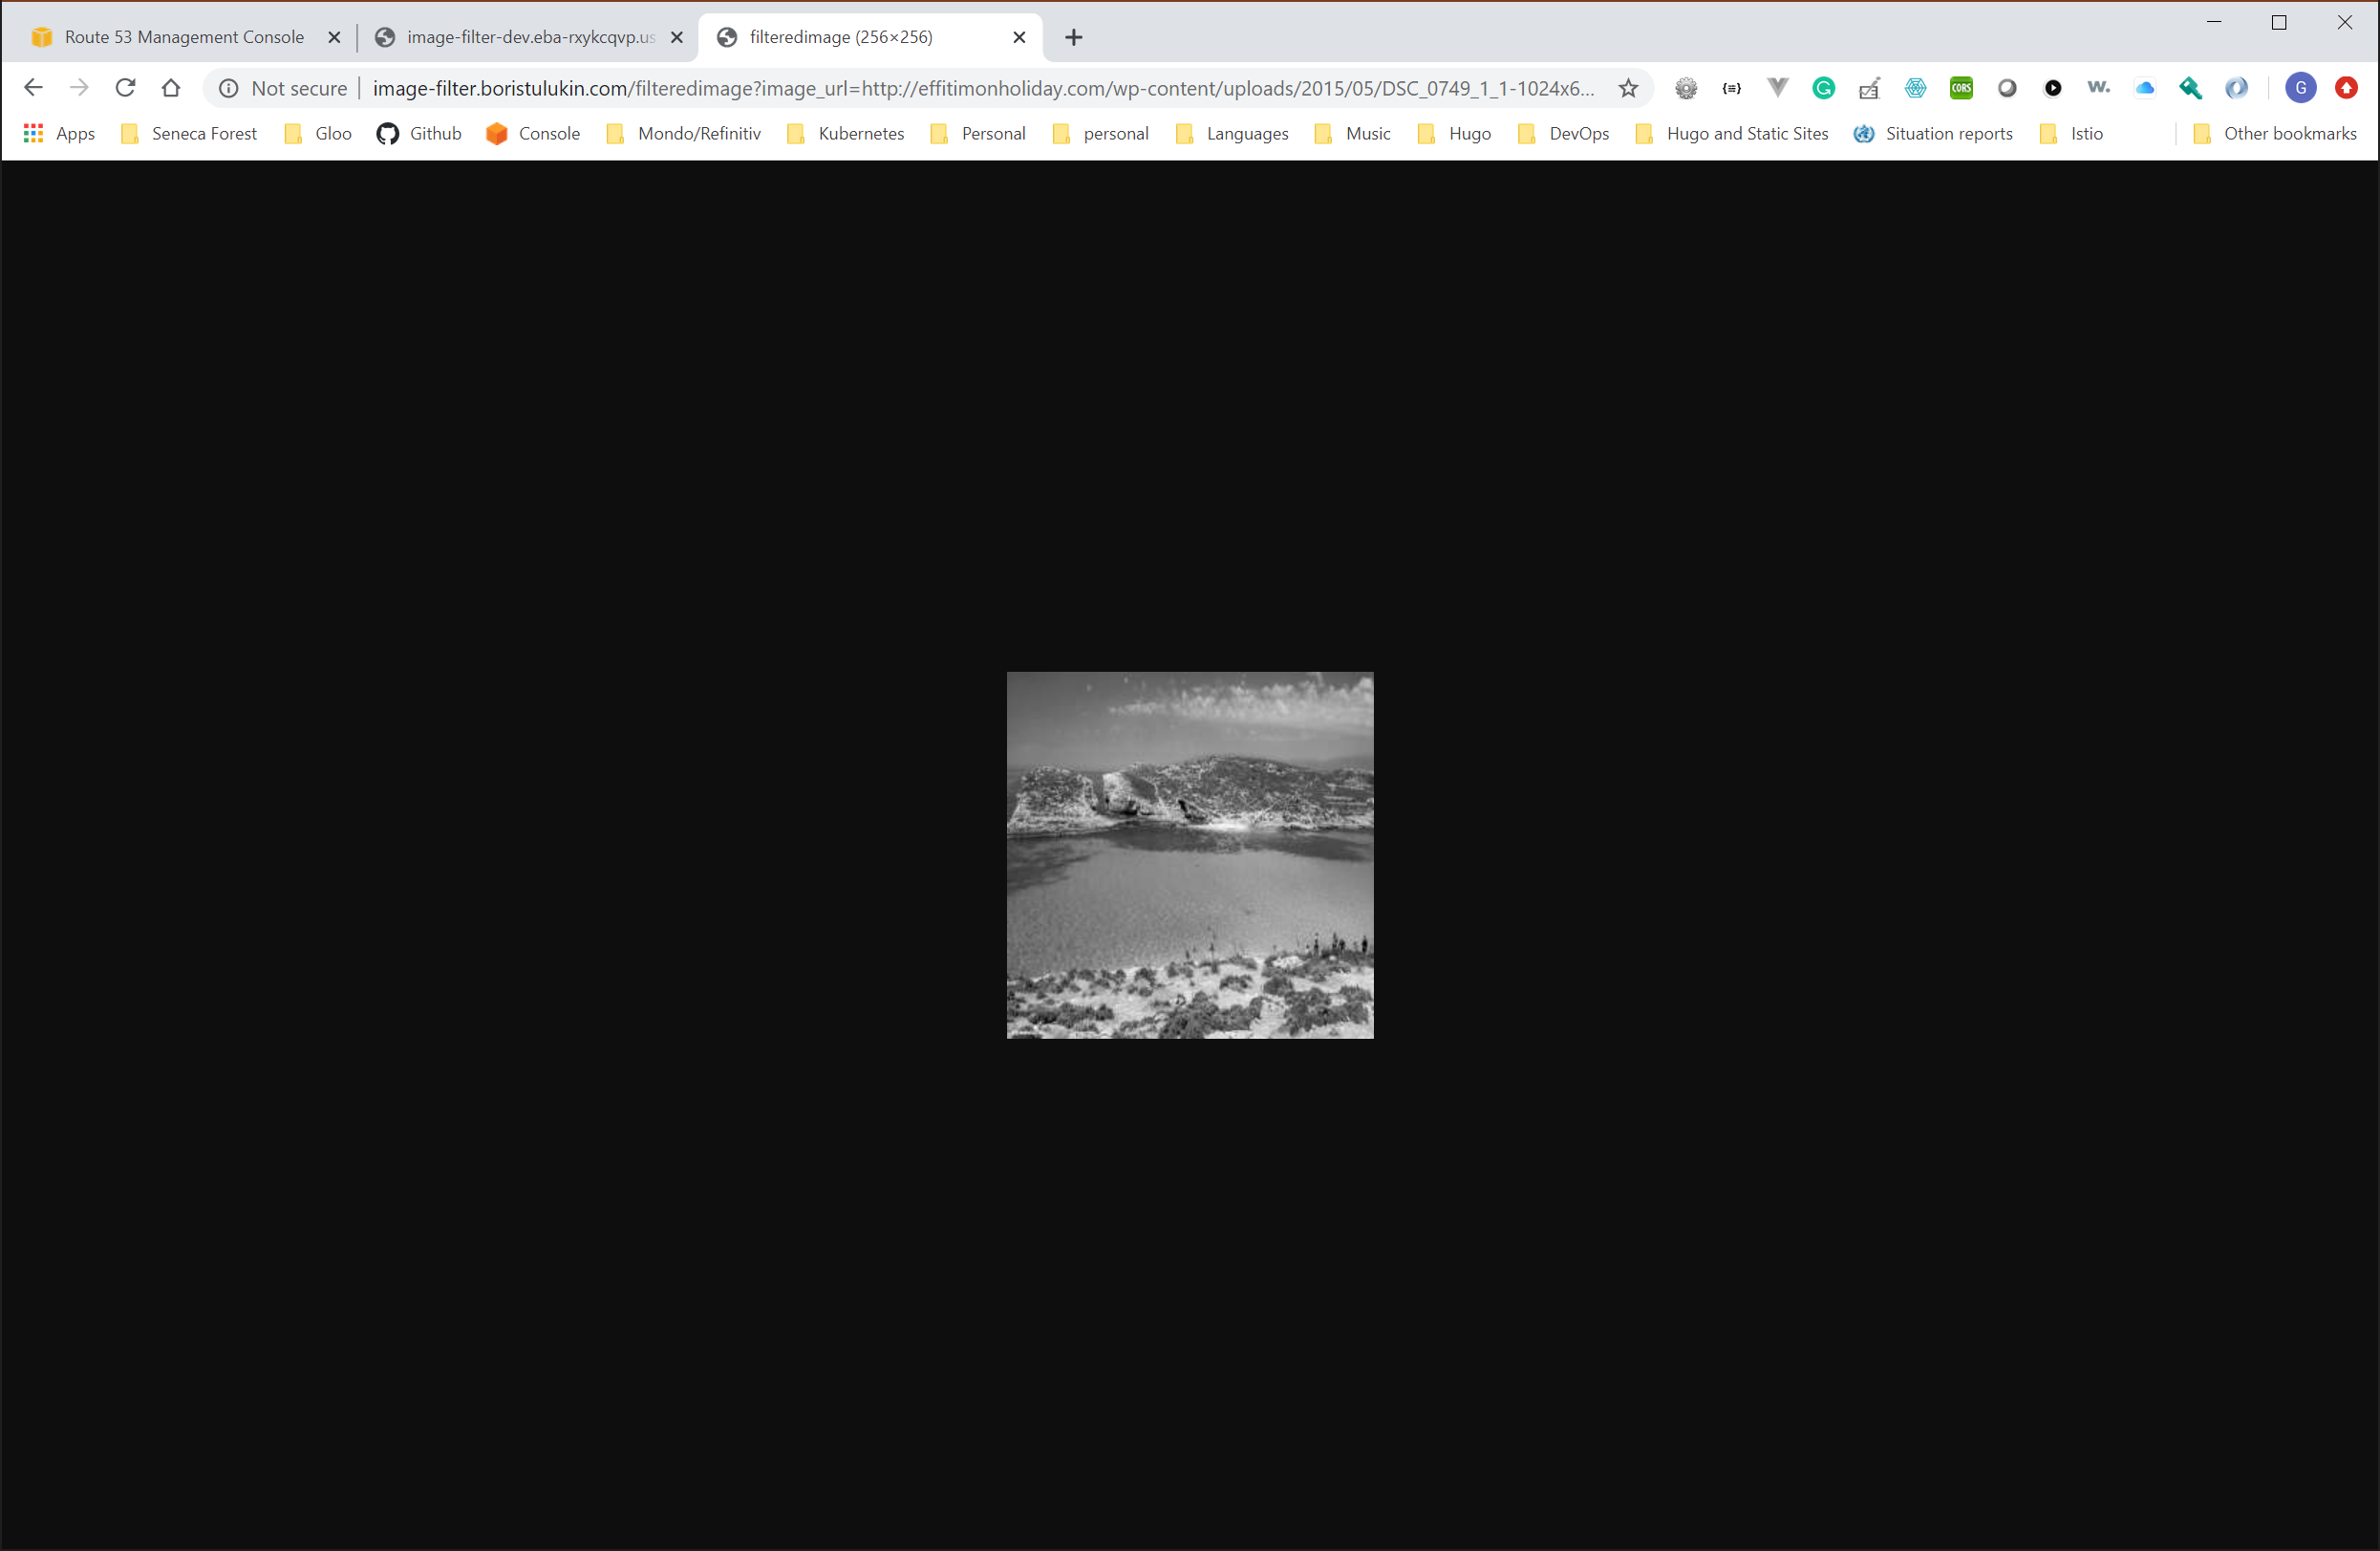 Route 53 Management Console image-filter-dev.eba-rxykcqvp.us filteredimage (256×256)
Not secure image-filter.boristulukin.com/filteredimage?image_url=http://effitimonholiday.com/wp-content/uploads/2015/05/DSC_0749_1_1-1024x6... {≡} CORS W. G
Apps Seneca Forest Gloo Github Console Mondo/Refinitiv Kubernetes Personal personal Languages Music Hugo DevOps Hugo and Static Sites Situation reports Istio Other bookmarks